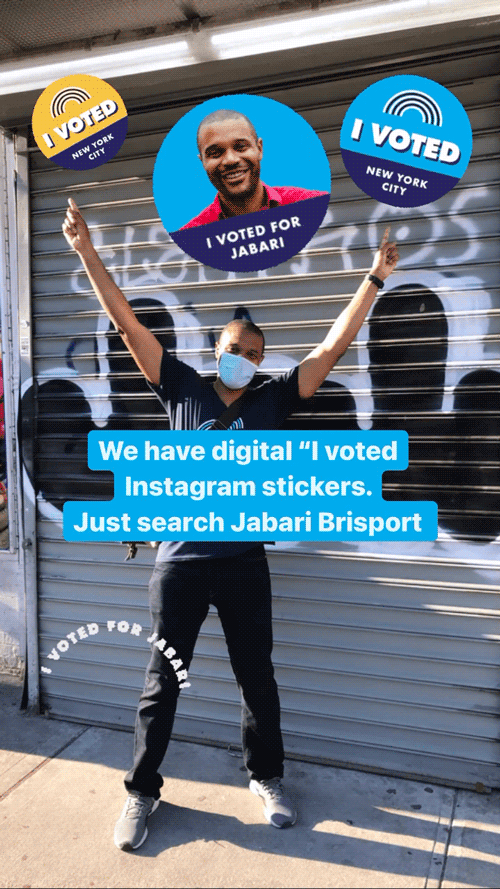 I VOTED
NEW YORK
CITY
I VOTED FOR
JABARI
I VOTED
NEW YORK
CITY
We have digital “I voted
Instagram stickers.
Just search Jabari Brisport
I VOTED FOR JABARI